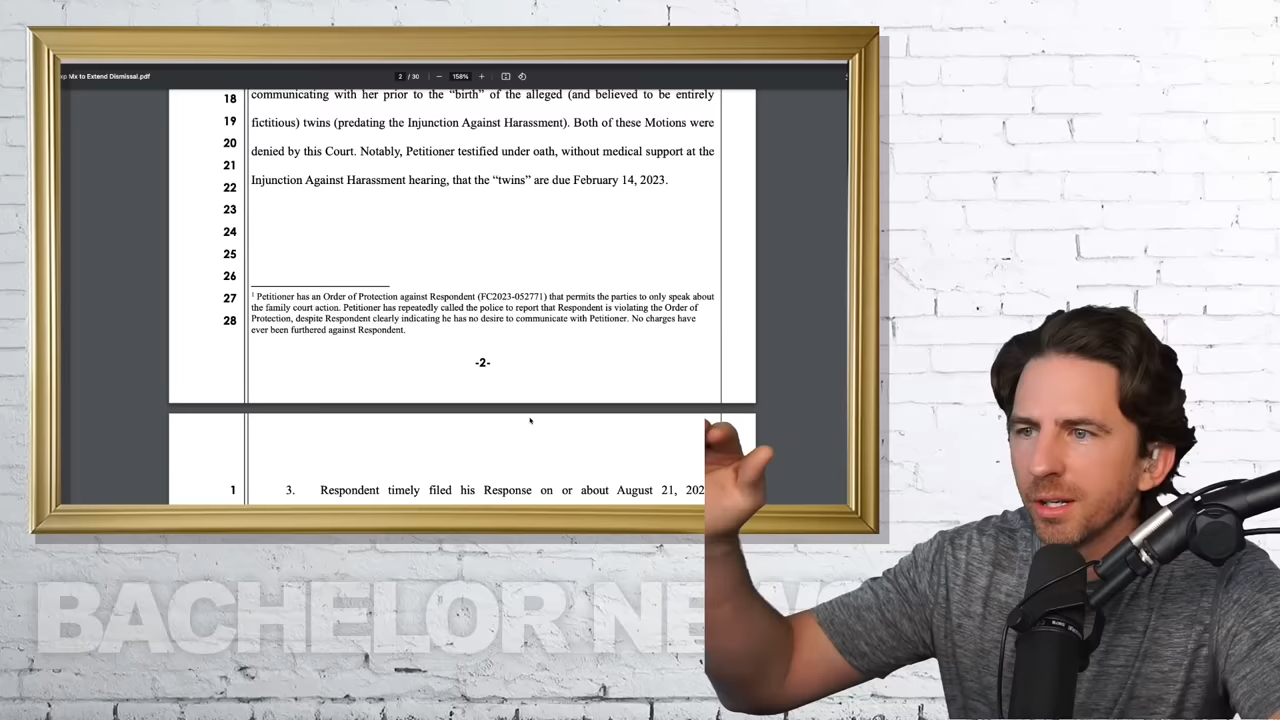 Mx to Extend Dismissal.pdf
2 / 30
158%
18 communicating with her prior to the “birth” of the alleged (and believed to be entirely
19 fictitious) twins (predating the Injunction Against Harassment). Both of these Motions were
20 denied by this Court. Notably, Petitioner testified under oath, without medical support at the
21
22 Injunction Against Harassment hearing, that the “twins” are due February 14, 2023.
23
24
25
26
27
28
1 Petitioner has an Order of Protection against Respondent (FC2023-052771) that permits the parties to only speak about
the family court action. Petitioner has repeatedly called the police to report that Respondent is violating the Order of
Protection, despite Respondent clearly indicating he has no desire to communicate with Petitioner. No charges have
ever been furthered against Respondent.
-2-
1 3. Respondent timely filed his Response on or about August 21, 202
BACHELOR NEWS